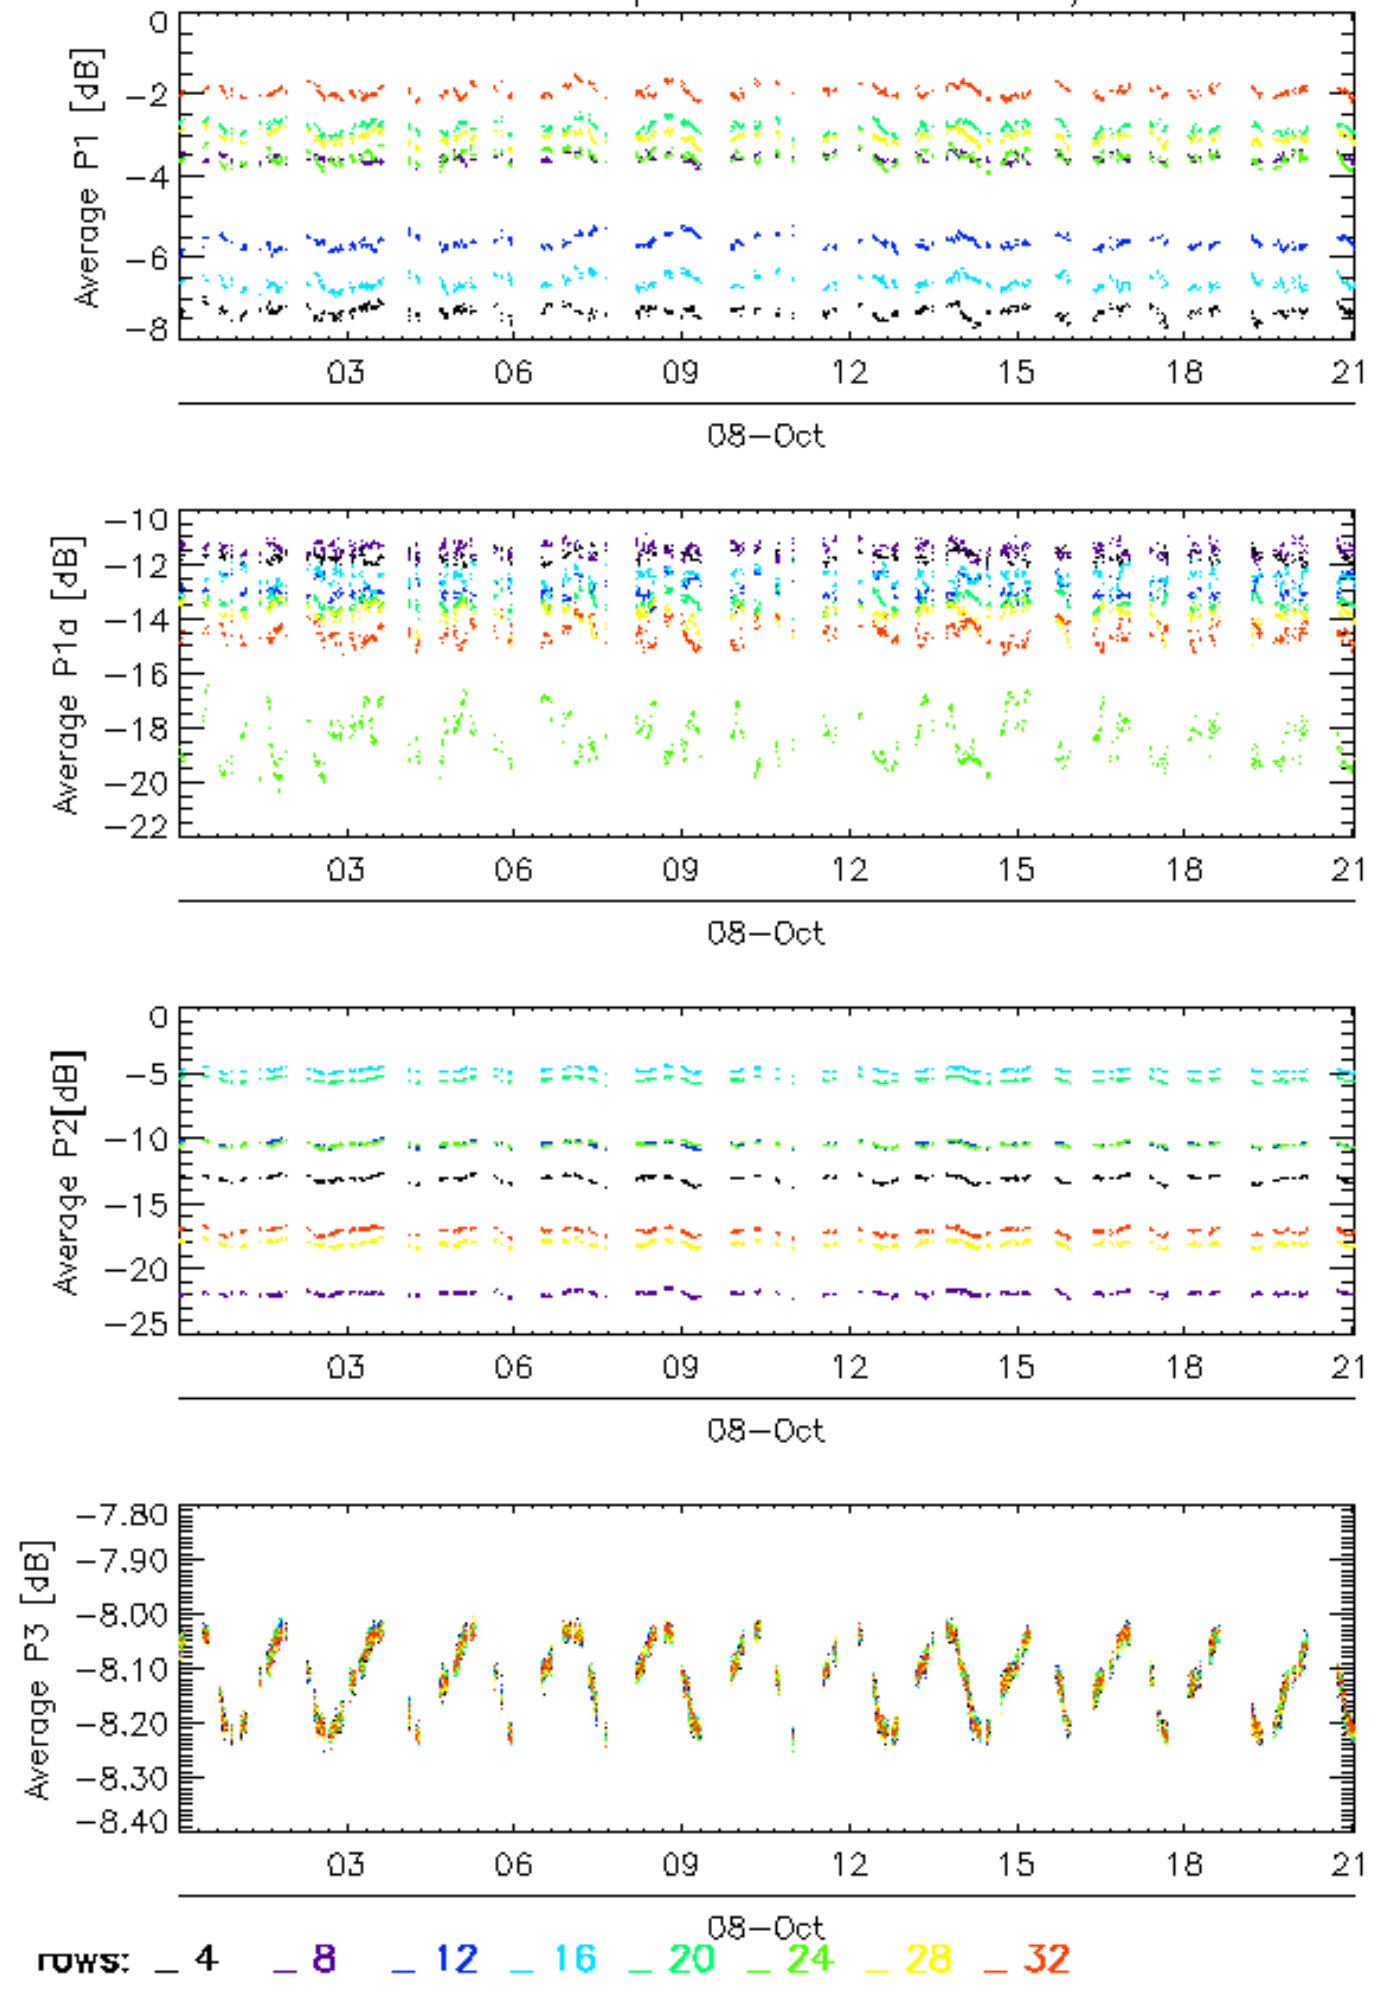 Average P1 [dB]
0
−2
−4
−6
−8
03 06 09 12 15 18 21
08−Oct
Average P1a [dB]
−10
−12
−14
−16
−18
−20
−22
03 06 09 12 15 18 21
08−Oct
Average P2[dB]
0
−5
−10
−15
−20
−25
03 06 09 12 15 18 21
08−Oct
Average P3 [dB]
−7.80
−7.90
−8.00
−8.10
−8.20
−8.30
−8.40
03 06 09 12 15 18 21
08−Oct
rows: _ 4 _ 8 _ 12 _ 16 _ 20 _ 24 _ 28 _ 32